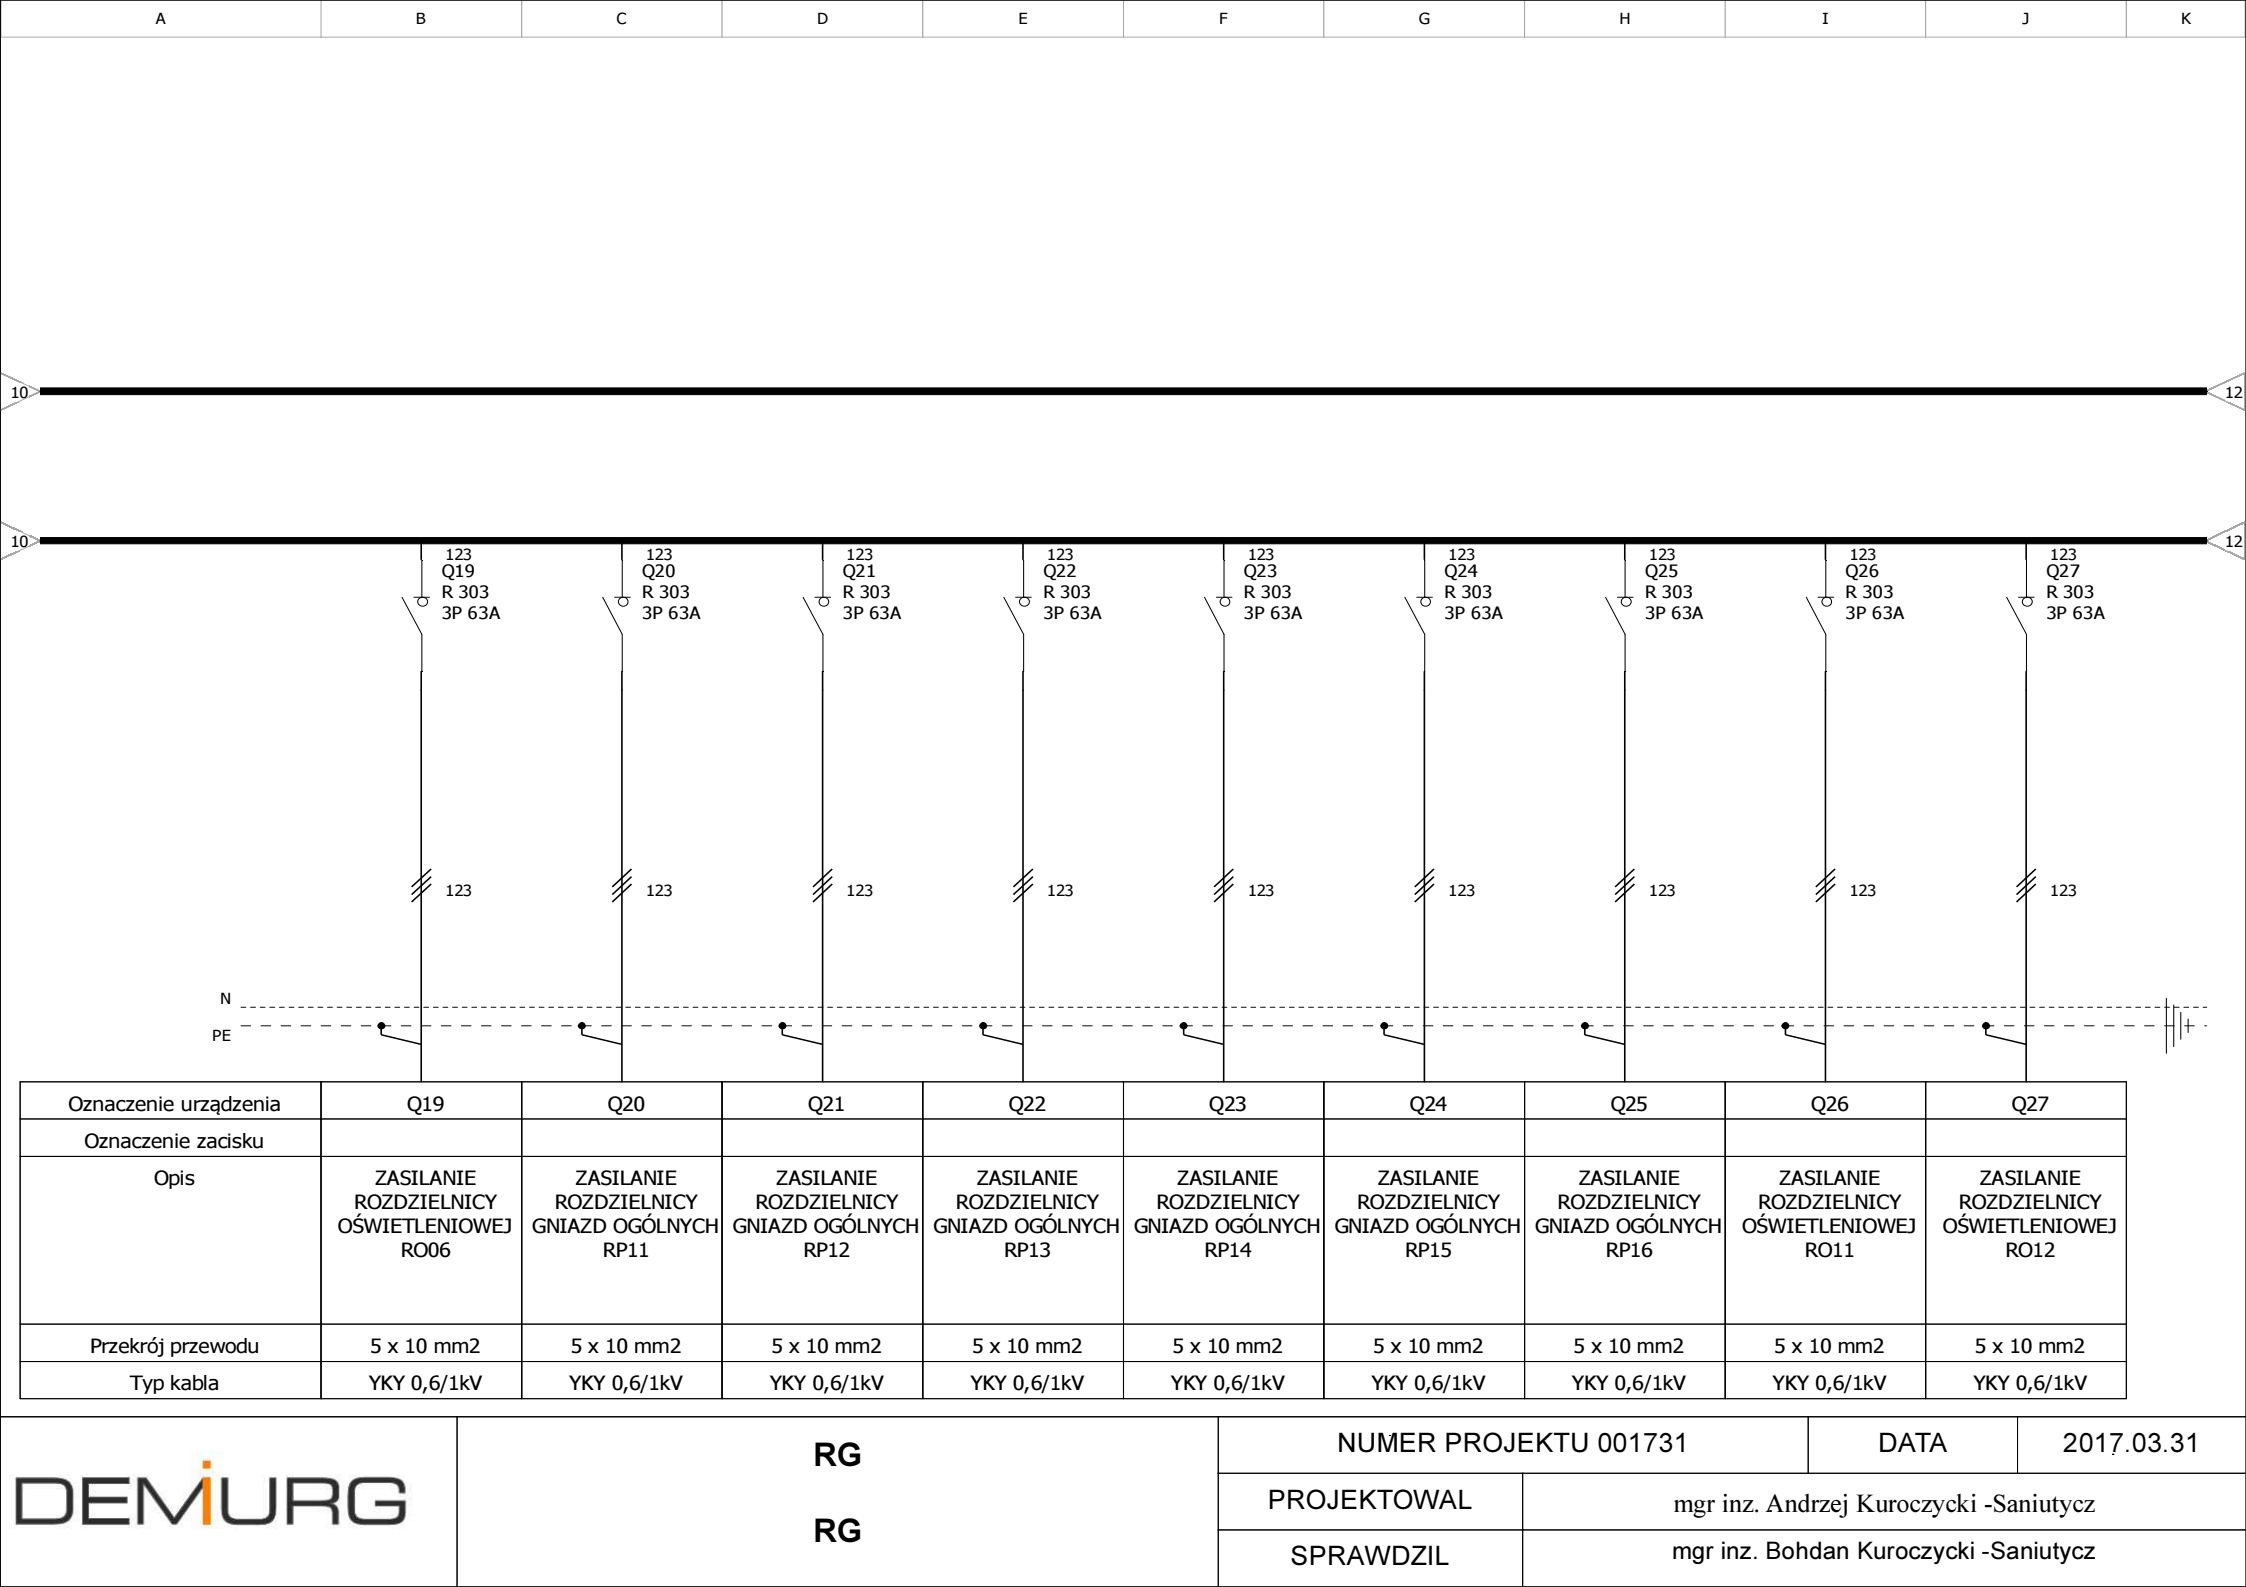 A B C D E F G H I J K
10 12
10 12
123 123 123 123 123 123 123 123 123
Q19 Q20 Q21 Q22 Q23 Q24 Q25 Q26 Q27
R 303 R 303 R 303 R 303 R 303 R 303 R 303 R 303 R 303
3P 63A 3P 63A 3P 63A 3P 63A 3P 63A 3P 63A 3P 63A 3P 63A 3P 63A
123 123 123 123 123 123 123 123 123
N
PE
Oznaczenie urządzenia Q19 Q20 Q21 Q22 Q23 Q24 Q25 Q26 Q27
Oznaczenie zacisku
Opis ZASILANIE ZASILANIE ZASILANIE ZASILANIE ZASILANIE ZASILANIE ZASILANIE ZASILANIE ZASILANIE
ROZDZIELNICY ROZDZIELNICY ROZDZIELNICY ROZDZIELNICY ROZDZIELNICY ROZDZIELNICY ROZDZIELNICY ROZDZIELNICY ROZDZIELNICY
OŚWIETLENIOWEJ GNIAZD OGÓLNYCH GNIAZD OGÓLNYCH GNIAZD OGÓLNYCH GNIAZD OGÓLNYCH GNIAZD OGÓLNYCH GNIAZD OGÓLNYCH OŚWIETLENIOWEJ OŚWIETLENIOWEJ
RO06 RP11 RP12 RP13 RP14 RP15 RP16 RO11 RO12
Przekrój przewodu 5 x 10 mm2 5 x 10 mm2 5 x 10 mm2 5 x 10 mm2 5 x 10 mm2 5 x 10 mm2 5 x 10 mm2 5 x 10 mm2 5 x 10 mm2
Typ kabla YKY 0,6/1kV YKY 0,6/1kV YKY 0,6/1kV YKY 0,6/1kV YKY 0,6/1kV YKY 0,6/1kV YKY 0,6/1kV YKY 0,6/1kV YKY 0,6/1kV
DEMiURG
RG
RG
NUMER PROJEKTU 001731 DATA 2017.03.31
PROJEKTOWAL mgr inz. Andrzej Kuroczycki -Saniutycz
SPRAWDZIL mgr inz. Bohdan Kuroczycki -Saniutycz